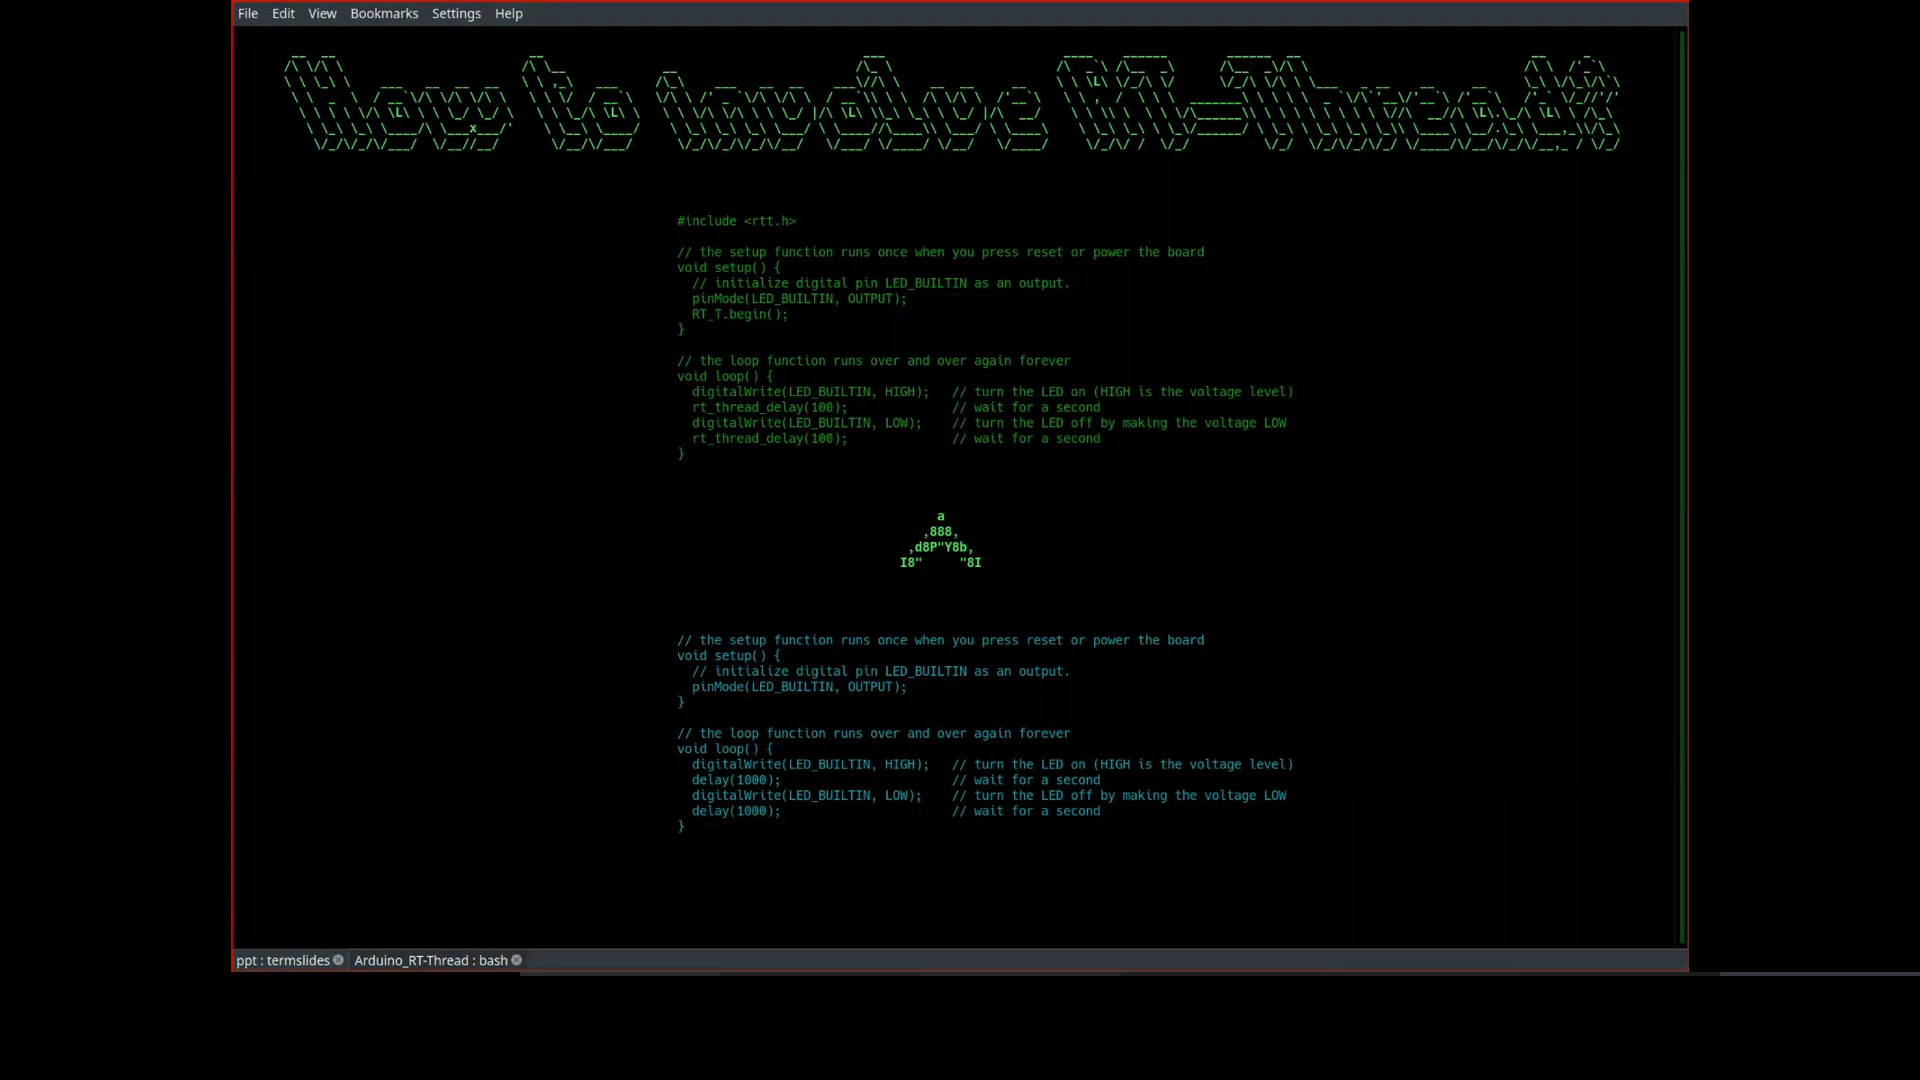 File Edit View Bookmarks Settings Help
How to involve RT-Thread?
#include <rtt.h>
// the setup function runs once when you press reset or power the board
void setup() {
  // initialize digital pin LED_BUILTIN as an output.
  pinMode(LED_BUILTIN, OUTPUT);
  RT_T.begin();
}
// the loop function runs over and over again forever
void loop() {
  digitalWrite(LED_BUILTIN, HIGH);   // turn the LED on (HIGH is the voltage level)
  rt_thread_delay(100);              // wait for a second
  digitalWrite(LED_BUILTIN, LOW);    // turn the LED off by making the voltage LOW
  rt_thread_delay(100);              // wait for a second
}
a
,888,
,d8P"Y8b,
I8"     "8I
// the setup function runs once when you press reset or power the board
void setup() {
  // initialize digital pin LED_BUILTIN as an output.
  pinMode(LED_BUILTIN, OUTPUT);
}
// the loop function runs over and over again forever
void loop() {
  digitalWrite(LED_BUILTIN, HIGH);   // turn the LED on (HIGH is the voltage level)
  delay(1000);                       // wait for a second
  digitalWrite(LED_BUILTIN, LOW);    // turn the LED off by making the voltage LOW
  delay(1000);                       // wait for a second
}
ppt : termslides Arduino_RT-Thread : bash